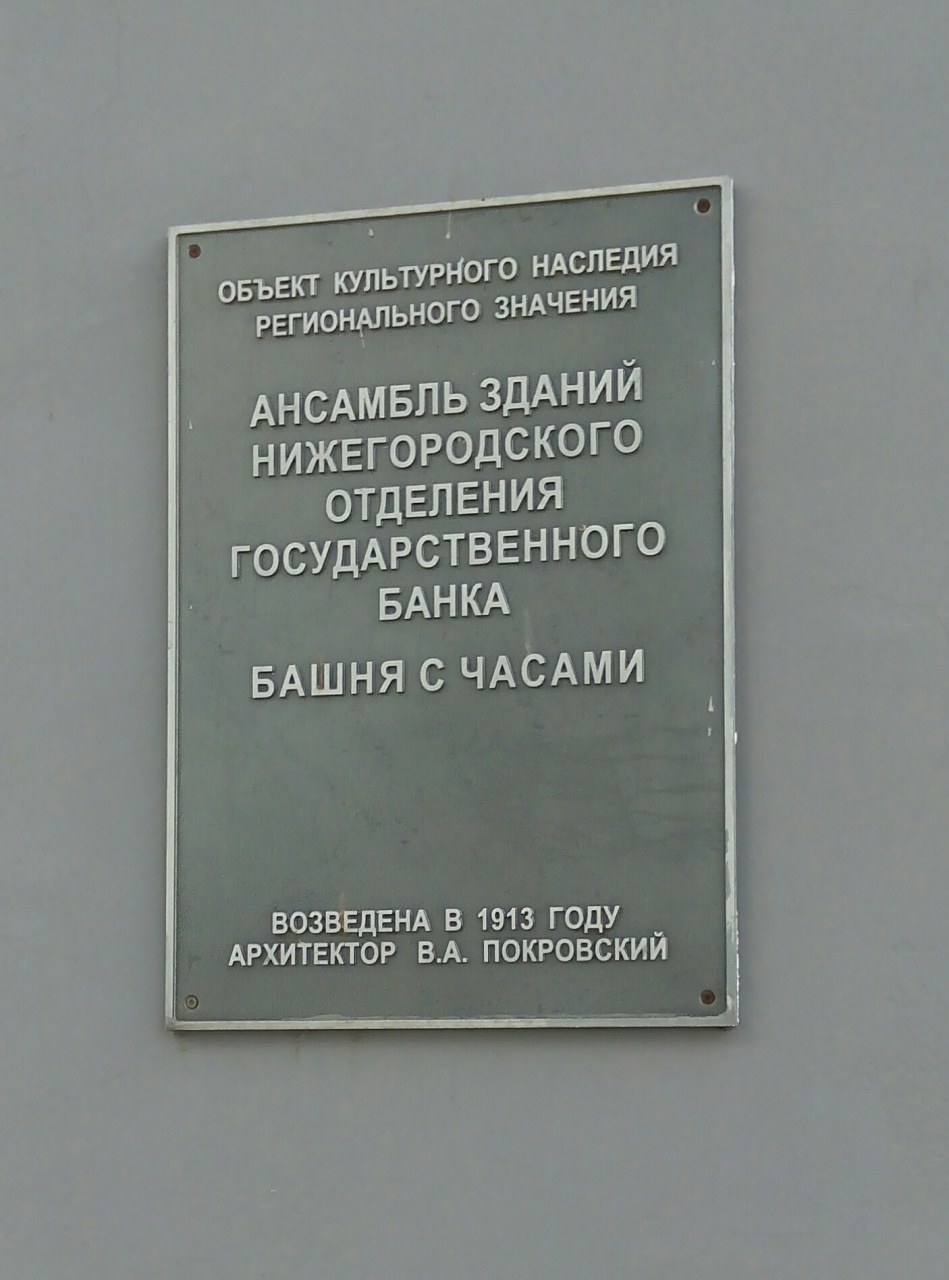 ОБЪЕКТ КУЛЬТУРНОГО НАСЛЕДИЯ
РЕГИОНАЛЬНОГО ЗНАЧЕНИЯ
АНСАМБЛЬ ЗДАНИЙ
НИЖЕГОРОДСКОГО
ОТДЕЛЕНИЯ
ГОСУДАРСТВЕННОГО
БАНКА
БАШНЯ С ЧАСАМИ
ВОЗВЕДЕНА В 1913 ГОДУ
АРХИТЕКТОР В.А. ПОКРОВСКИЙ